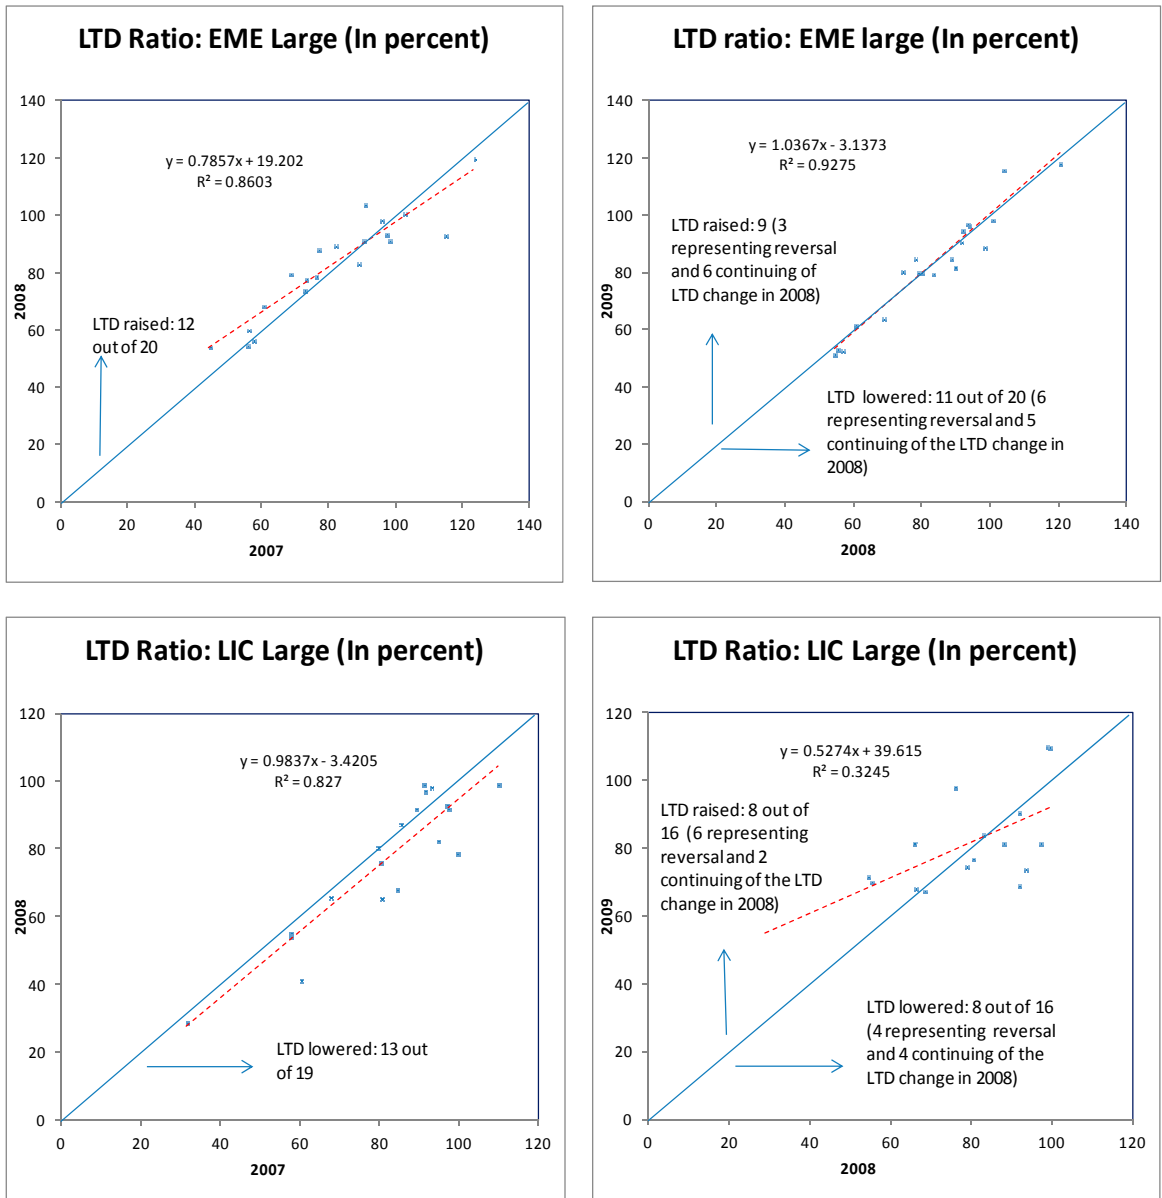 LTD Ratio: EME Large (In percent)
140
120
100
80
60
40
20
0
2008
y = 0.7857x + 19.202
R² = 0.8603
LTD raised: 12
out of 20
0 20 40 60 80 100 120 140
2007
LTD ratio: EME large (In percent)
140
120
100
80
60
40
20
0
2009
y = 1.0367x - 3.1373
R² = 0.9275
LTD raised: 9 (3
representing reversal
and 6 continuing of
LTD change in 2008)
LTD lowered: 11 out of 20 (6
representing reversal and 5
continuing of the LTD change in
2008)
0 20 40 60 80 100 120 140
2008
LTD Ratio: LIC Large (In percent)
120
100
80
60
40
20
0
2008
y = 0.9837x - 3.4205
R² = 0.827
LTD lowered: 13 out
of 19
0 20 40 60 80 100 120
2007
LTD Ratio: LIC Large (In percent)
120
100
80
60
40
20
0
2009
y = 0.5274x + 39.615
R² = 0.3245
LTD raised: 8 out of
16 (6 representing
reversal and 2
continuing of the LTD
change in 2008)
LTD lowered: 8 out of 16
(4 representing reversal
and 4 continuing of the
LTD change in 2008)
0 20 40 60 80 100 120
2008